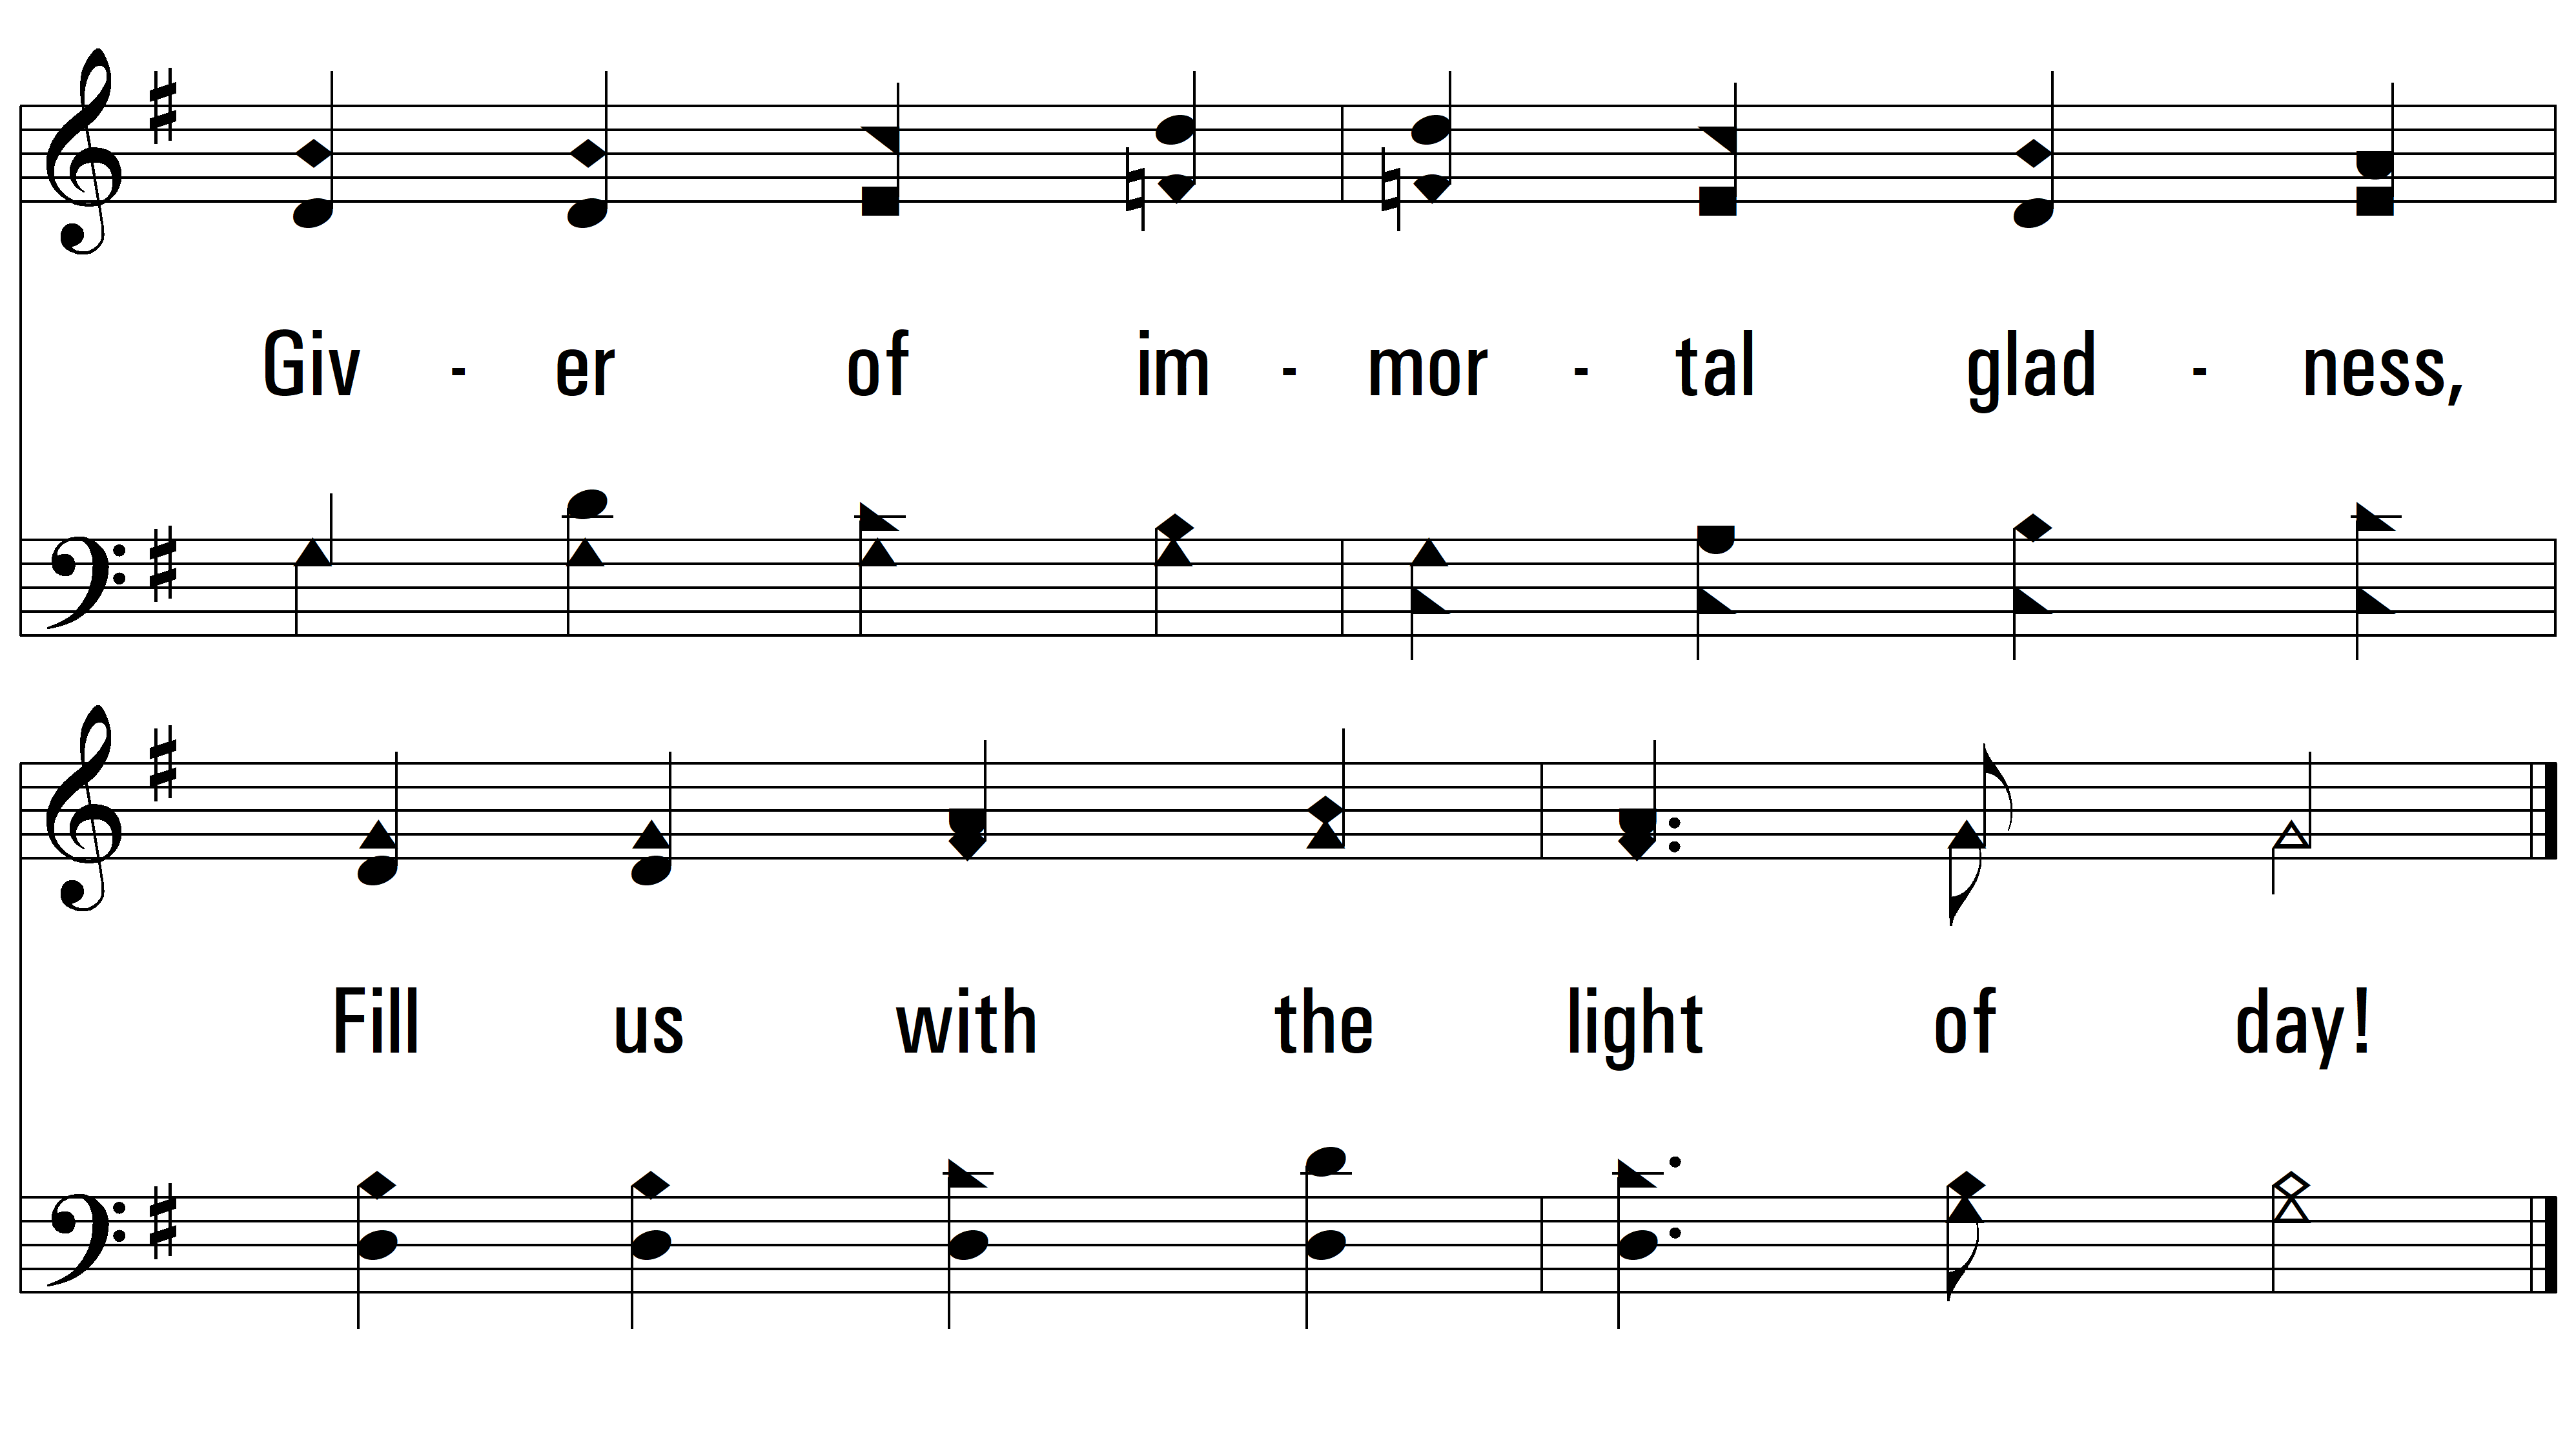 Giv - er of im - mor - tal glad - ness,
Fill us with the light of day!